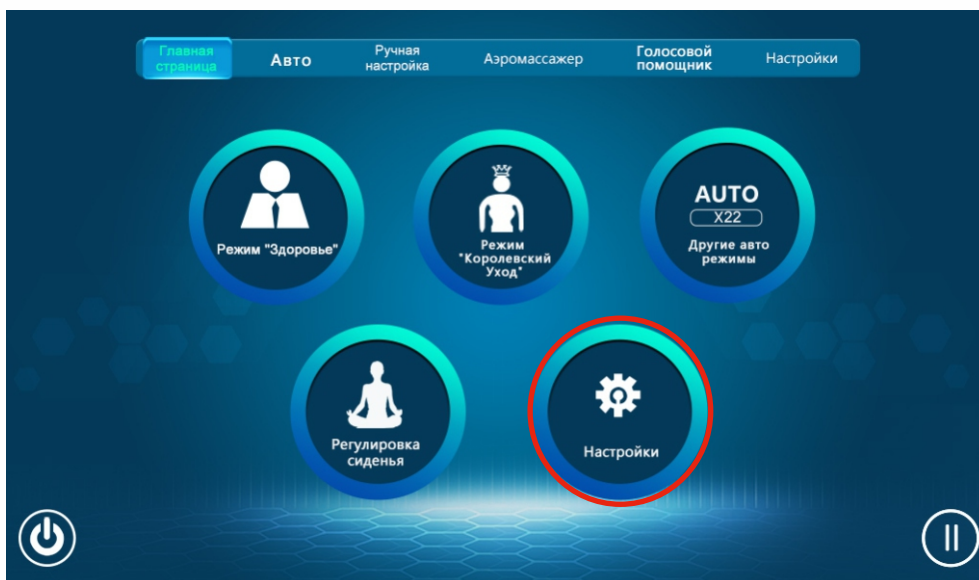 Главная
страница
Авто
Ручная
настройка
Аэромассажер
Голосовой
помощник
Настройки
Режим "Здоровье"
Режим
"Королевский
Уход"
AUTO
X22
Другие авто
режимы
Регулировка
сиденья
Настройки